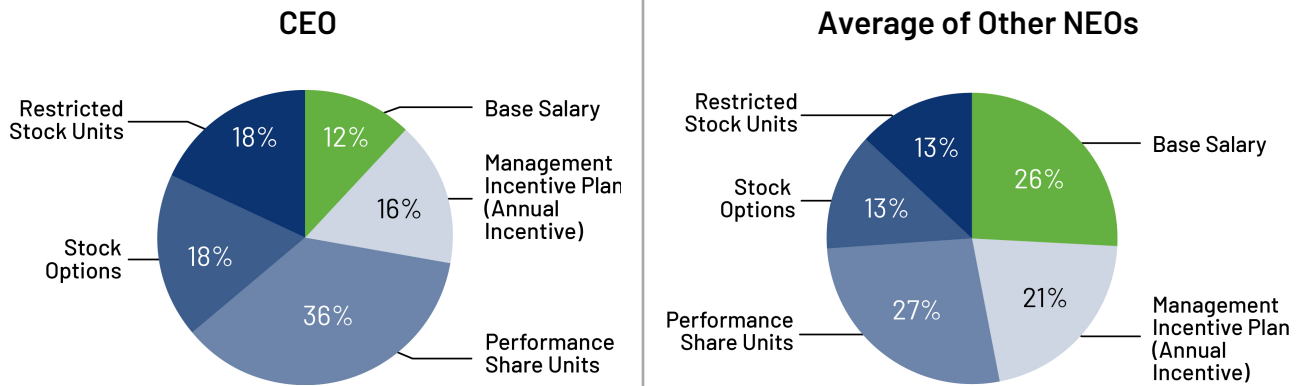 CEO
Restricted
Stock Units
18%
12%
Base Salary
Management
Incentive Plan
(Annual
Incentive)
16%
Stock
Options
18%
36%
Performance
Share Units
Average of Other NEOs
Restricted
Stock Units
13%
Base Salary
26%
Stock
Options
13%
Performance
Share Units
27%
21%
Management
Incentive Plan
(Annual
Incentive)